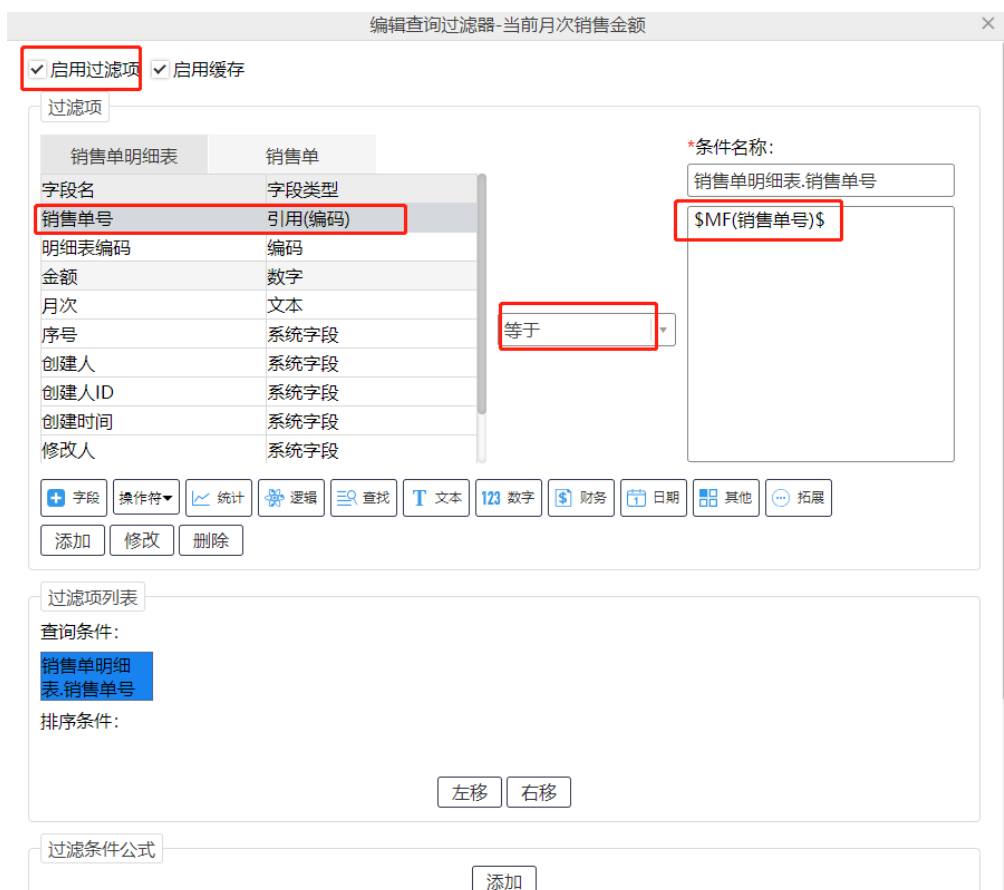 编辑查询过滤器-当前月次销售金额
启用过滤项 启用缓存
过滤项
销售单明细表 销售单
字段名 字段类型
销售单号 引用(编码)
明细表编码 编码
金额 数字
月次 文本
序号 系统字段
创建人 系统字段
创建人ID 系统字段
创建时间 系统字段
修改人 系统字段
等于
*条件名称:
销售单明细表.销售单号
$MF(销售单号)$
字段 操作符 统计 逻辑 查找 T 文本 123 数字 $ 财务 1 日期 其他 拓展
添加 修改 删除
过滤项列表
查询条件:
销售单明细
表.销售单号
排序条件:
左移 右移
过滤条件公式
添加